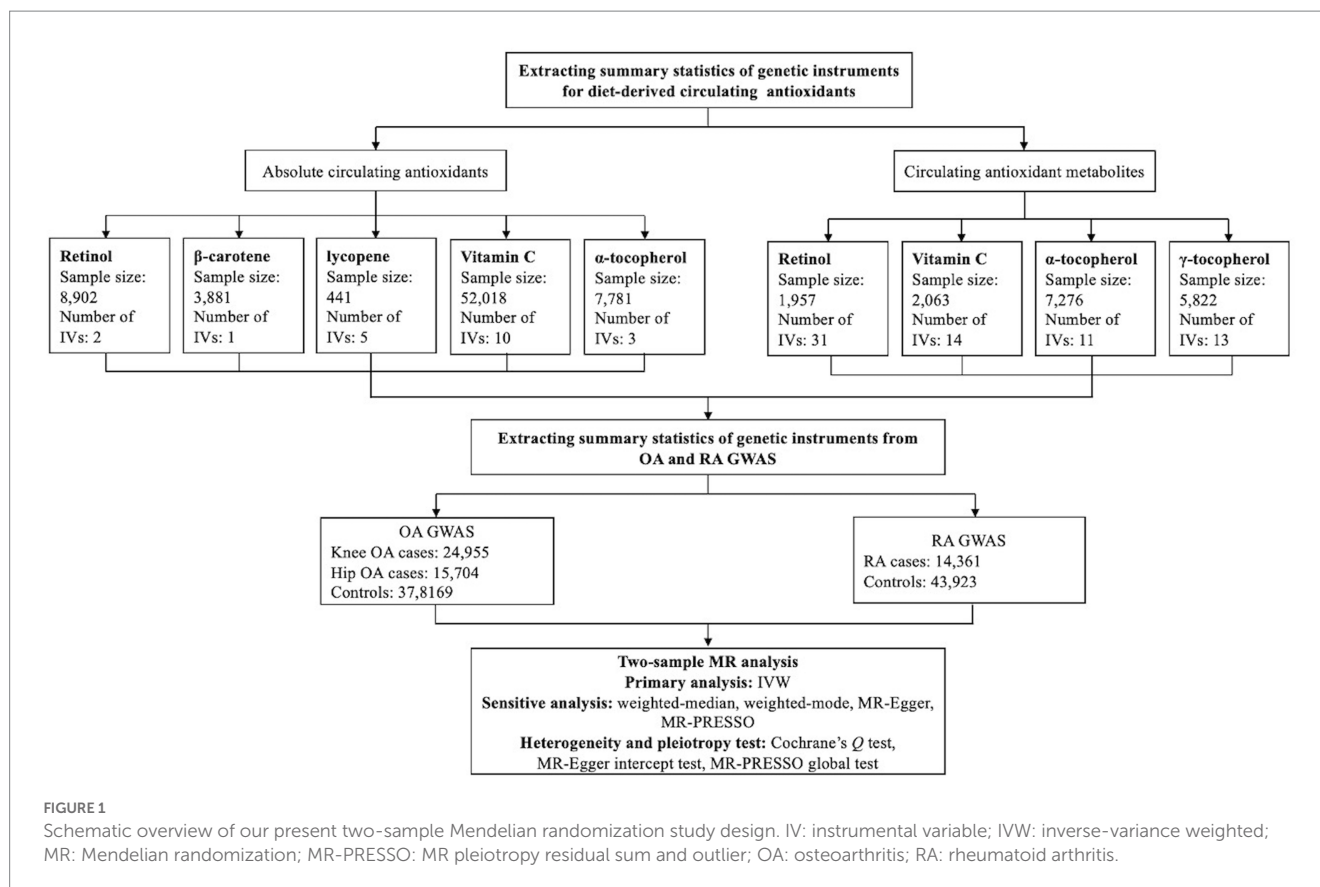 Extracting summary statistics of genetic instruments
for diet-derived circulating antioxidants
Absolute circulating antioxidants
Circulating antioxidant metabolites
Retinol
Sample size:
8,902
Number of
IVs: 2
β-carotene
Sample size:
3,881
Number of
IVs: 1
lycopene
Sample size:
441
Number of
IVs: 5
Vitamin C
Sample size:
52,018
Number of
IVs: 10
α-tocopherol
Sample size:
7,781
Number of
IVs: 3
Retinol
Sample size:
1,957
Number of
IVs: 31
Vitamin C
Sample size:
2,063
Number of
IVs: 14
α-tocopherol
Sample size:
7,276
Number of
IVs: 11
γ-tocopherol
Sample size:
5,822
Number of
IVs: 13
Extracting summary statistics of genetic instruments from
OA and RA GWAS
OA GWAS
Knee OA cases: 24,955
Hip OA cases: 15,704
Controls: 37,8169
RA GWAS
RA cases: 14,361
Controls: 43,923
Two-sample MR analysis
Primary analysis: IVW
Sensitive analysis: weighted-median, weighted-mode, MR-Egger,
MR-PRESSO
Heterogeneity and pleiotropy test: Cochrane's Q test,
MR-Egger intercept test, MR-PRESSO global test
FIGURE 1
Schematic overview of our present two-sample Mendelian randomization study design. IV: instrumental variable; IVW: inverse-variance weighted;
MR: Mendelian randomization; MR-PRESSO: MR pleiotropy residual sum and outlier; OA: osteoarthritis; RA: rheumatoid arthritis.